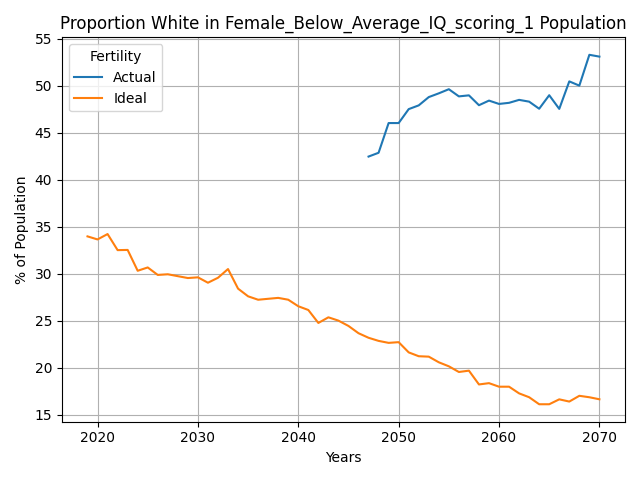 Proportion White in Female_Below_Average_IQ_scoring_1 Population
Fertility
Actual
Ideal
55
50
45
40
35
30
25
20
15
% of Population
2020
2030
2040
2050
2060
2070
Years